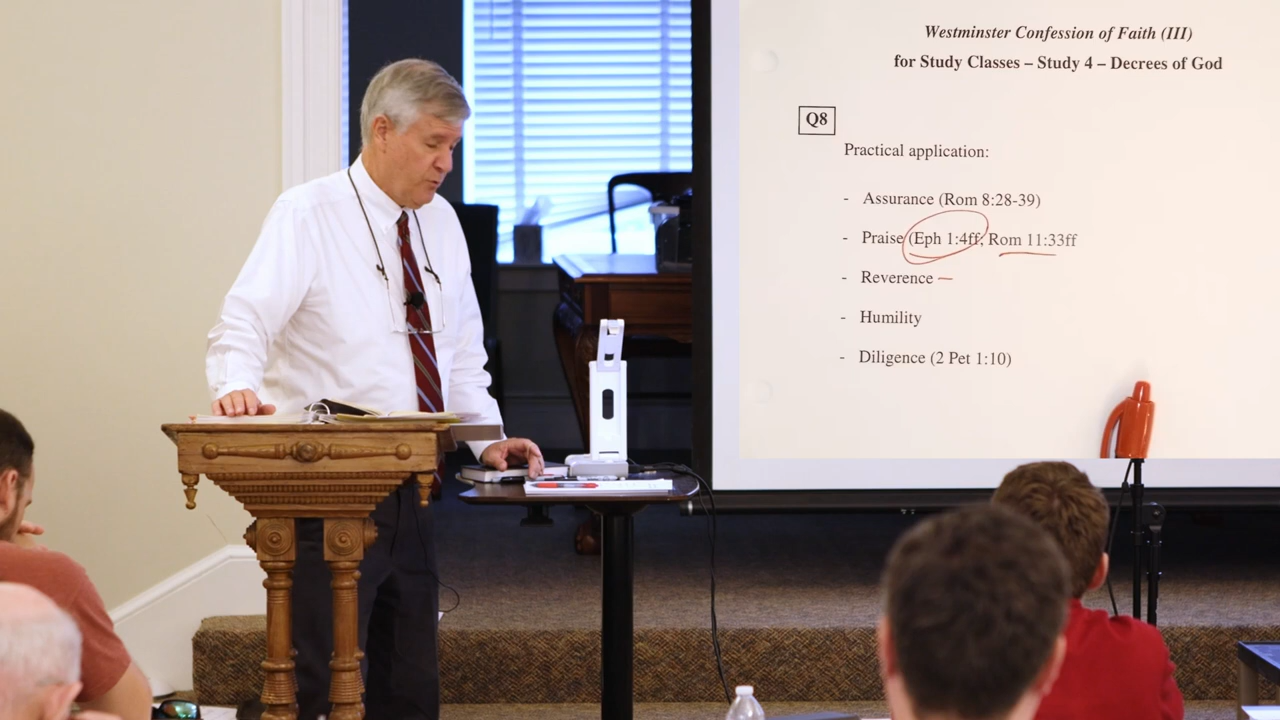 Westminster Confession of Faith (III)
for Study Classes – Study 4 – Decrees of God
Q8
Practical application:
- Assurance (Rom 8:28-39)
- Praise (Eph 1:4ff; Rom 11:33ff
- Reverence
- Humility
- Diligence (2 Pet 1:10)